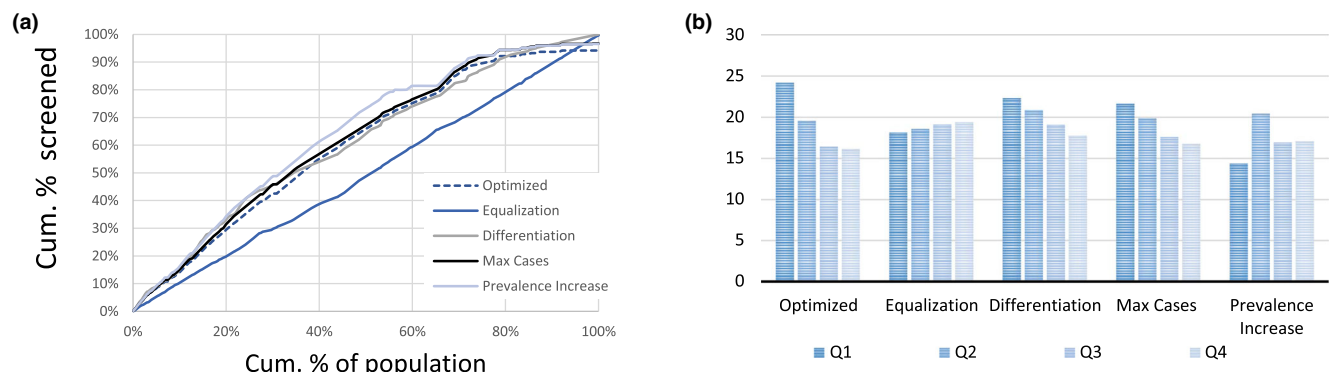 (a)
100%
90%
80%
70%
60%
50%
40%
30%
20%
10%
0%
Cum. % screened
0% 20% 40% 60% 80% 100%
Cum. % of population
Optimized
Equalization
Differentiation
Max Cases
Prevalence Increase
(b)
30
25
20
15
10
5
0
Optimized Equalization Differentiation Max Cases Prevalence
Increase
Q1 Q2 Q3 Q4